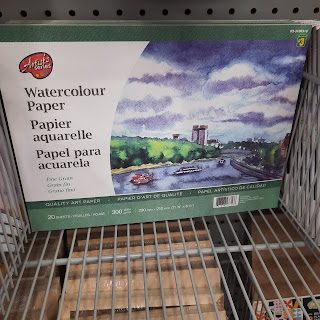 Artist's
Watercolour
Paper
Papier
aquarelle
Papel para
acuarela
Fine Grain
Grain fin
Grano fino
QUALITY ART PAPER • PAPIER D'ART DE QUALITÉ • PAPEL ARTÍSTICO DE CALIDAD
20 SHEETS
300